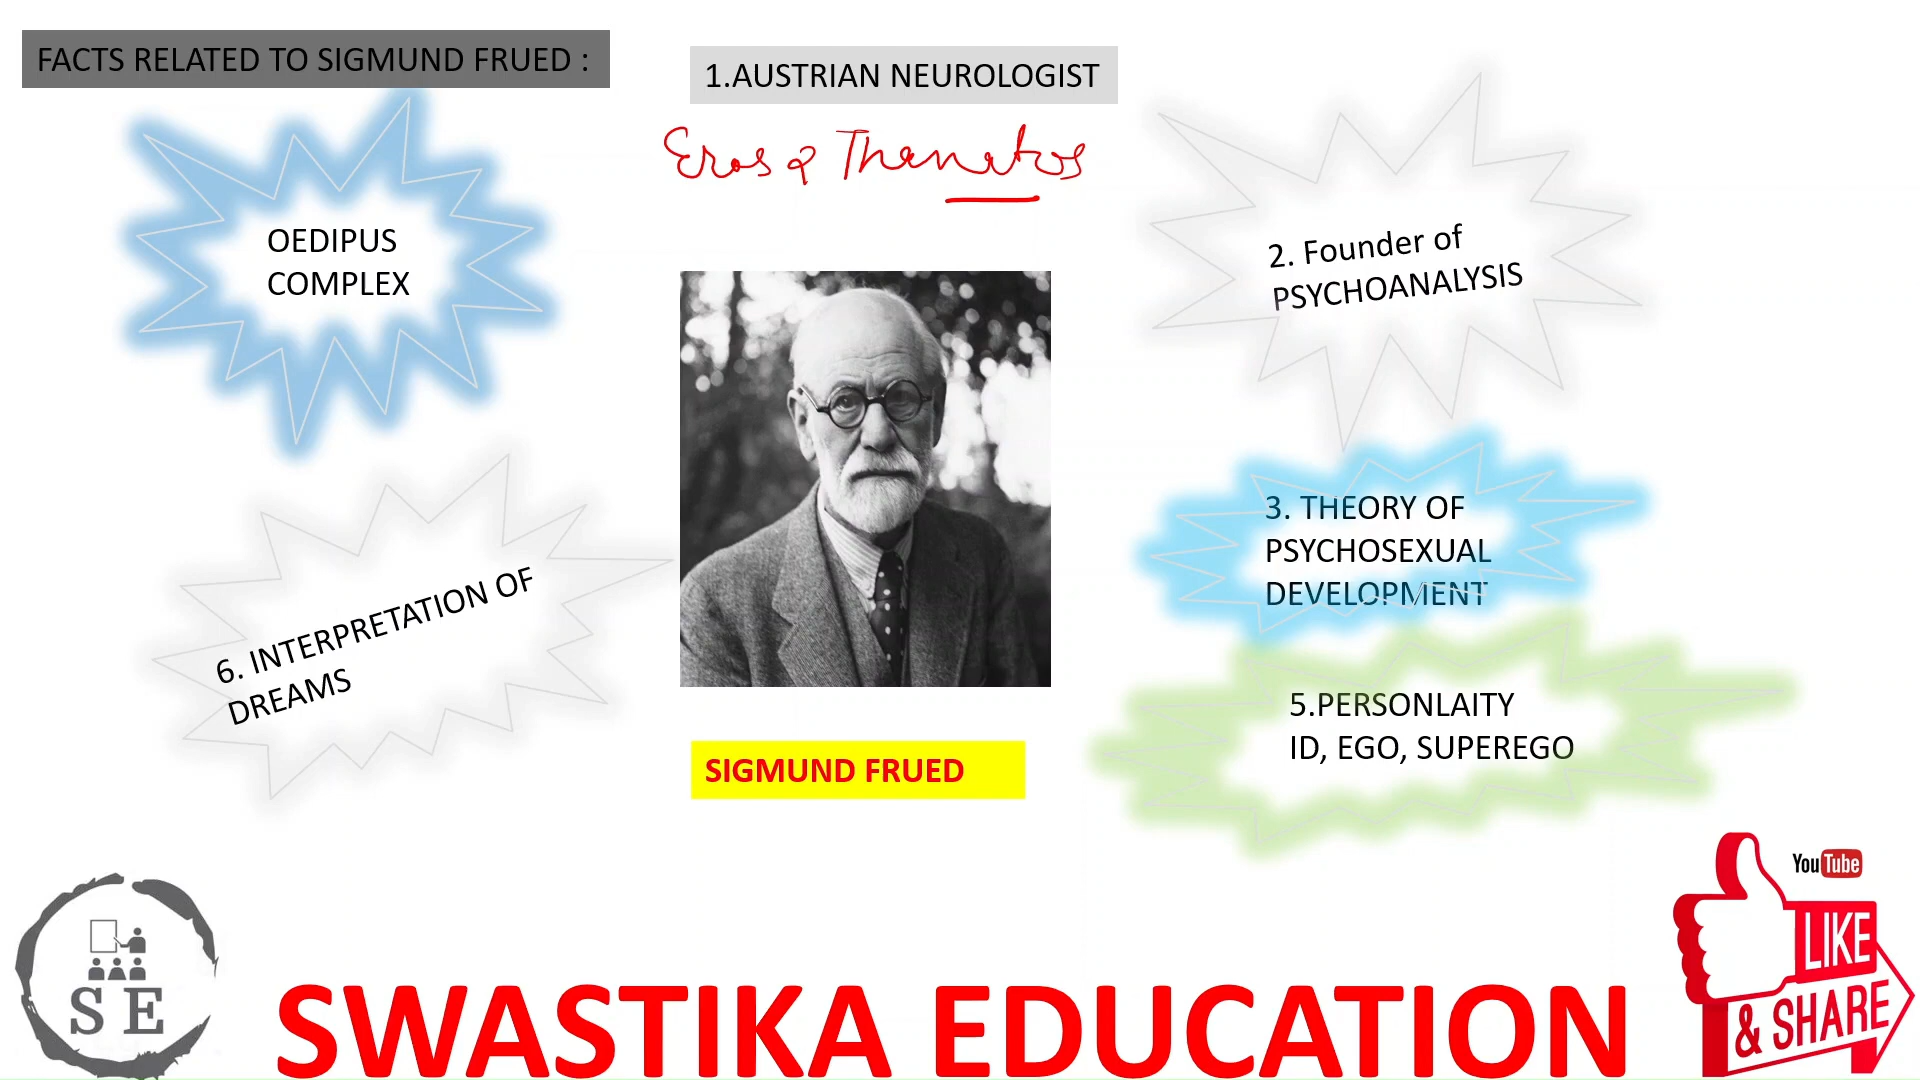 FACTS RELATED TO SIGMUND FRUED :
1.AUSTRIAN NEUROLOGIST
Eros & Thanatos
OEDIPUS
COMPLEX
2. Founder of
PSYCHOANALYSIS
3. THEORY OF
PSYCHOSEXUAL
DEVELOPMENT
6. INTERPRETATION OF
DREAMS
5.PERSONLAITY
ID, EGO, SUPEREGO
SIGMUND FRUED
YouTube
LIKE
& SHARE
S E
SWASTIKA EDUCATION